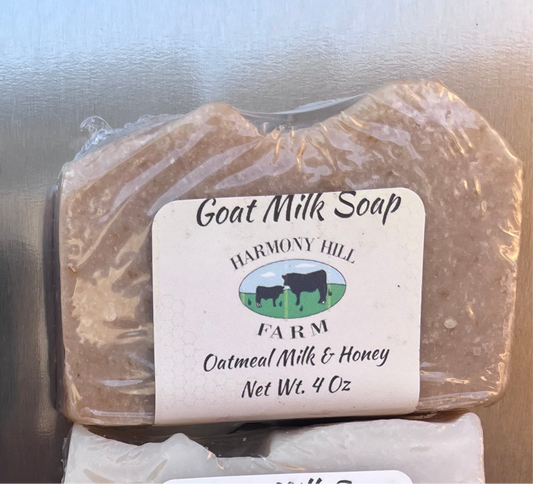 Goat Milk Soap
HARMONY HILL
FARM
Oatmeal Milk & Honey
Net Wt. 4 Oz